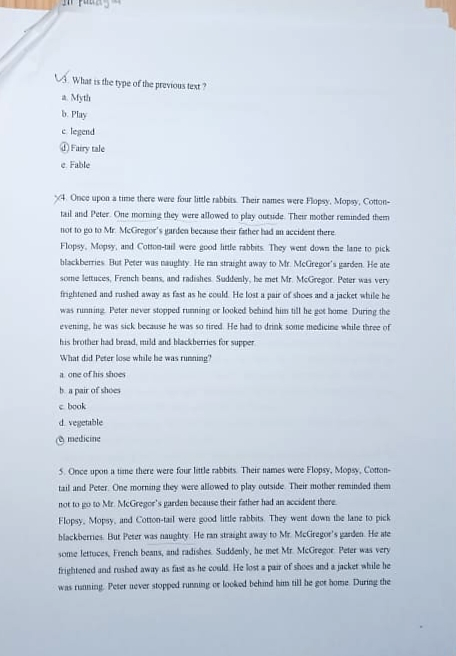 3. What is the type of the previous text ?
a. Myth
b. Play
c. legend
d. Fairy tale
e. Fable
4. Once upon a time there were four little rabbits. Their names were Flopsy, Mopsy, Cotton-
tail and Peter. One morning they were allowed to play outside. Their mother reminded them
not to go to Mr. McGregor's garden because their father had an accident there.
Flopsy, Mopsy, and Cotton-tail were good little rabbits. They went down the lane to pick
blackberries. But Peter was naughty. He ran straight away to Mr. McGregor's garden. He ate
some lettuces, French beans, and radishes. Suddenly, he met Mr. McGregor. Peter was very
frightened and rushed away as fast as he could. He lost a pair of shoes and a jacket while he
was running. Peter never stopped running or looked behind him till he got home. During the
evening, he was sick because he was so tired. He had to drink some medicine while three of
his brother had bread, mild and blackberries for supper.
What did Peter lose while he was running?
a. one of his shoes
b. a pair of shoes
c. book
d. vegetable
e. medicine
5. Once upon a time there were four little rabbits. Their names were Flopsy, Mopsy, Cotton-
tail and Peter. One morning they were allowed to play outside. Their mother reminded them
not to go to Mr. McGregor's garden because their father had an accident there.
Flopsy, Mopsy, and Cotton-tail were good little rabbits. They went down the lane to pick
blackberries. But Peter was naughty. He ran straight away to Mr. McGregor's garden. He ate
some lettuces, French beans, and radishes. Suddenly, he met Mr. McGregor. Peter was very
frightened and rushed away as fast as he could. He lost a pair of shoes and a jacket while he
was running. Peter never stopped running or looked behind him till he got home. During the